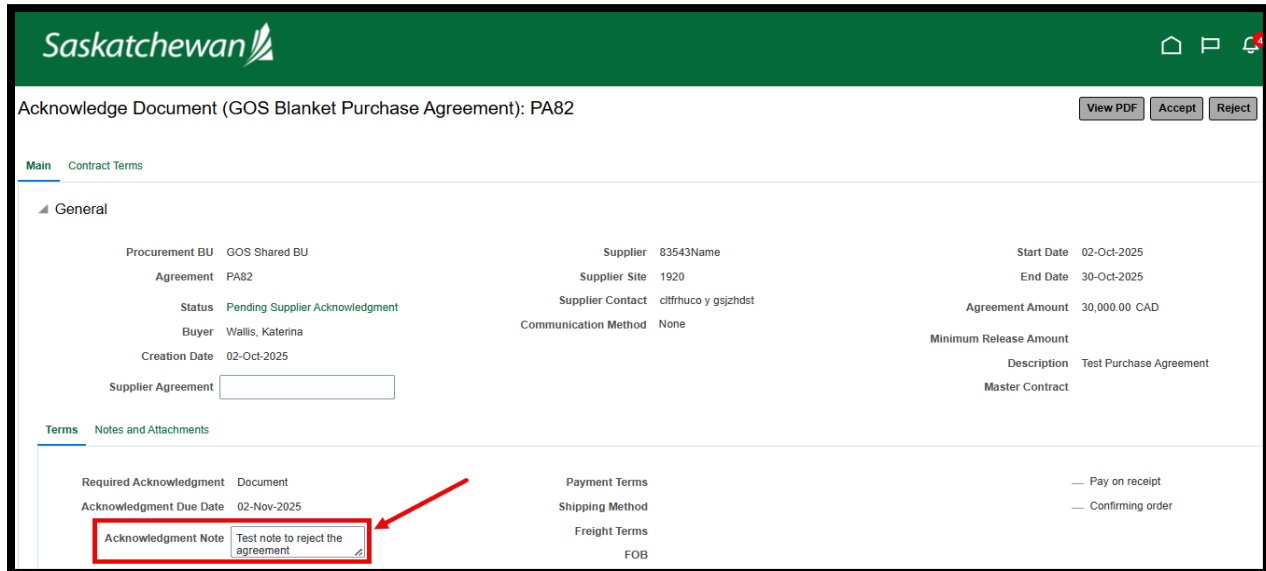 Saskatchewan
4
Acknowledge Document (GOS Blanket Purchase Agreement): PA82
View PDF Accept Reject
Main Contract Terms
General
Procurement BU GOS Shared BU
Agreement PA82
Status Pending Supplier Acknowledgment
Buyer Wallis, Katerina
Creation Date 02-Oct-2025
Supplier Agreement
Supplier 83543Name
Supplier Site 1920
Supplier Contact cltfrhuco y gsjzhdst
Communication Method None
Start Date 02-Oct-2025
End Date 30-Oct-2025
Agreement Amount 30,000.00 CAD
Minimum Release Amount
Description Test Purchase Agreement
Master Contract
Terms Notes and Attachments
Required Acknowledgment Document
Acknowledgment Due Date 02-Nov-2025
Acknowledgment Note Test note to reject the
agreement
Payment Terms
Shipping Method
Freight Terms
FOB
Pay on receipt
Confirming order